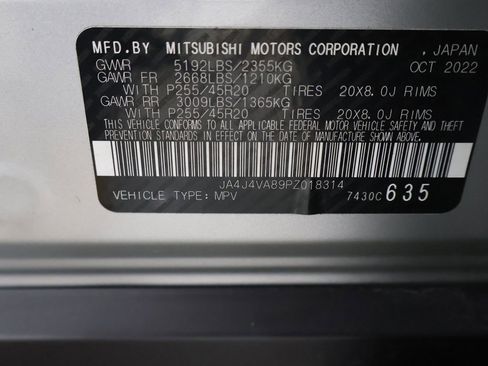 MFD.BY MITSUBISHI MOTORS CORPORATION , JAPAN
GVWR 5192LBS/2355KG OCT 2022
GAWR FR 2668LBS/1210KG
WITH P255/45R20 TIRES 20X8.0J RIMS
GAWR RR 3009LBS/1365KG
WITH P255/45R20 TIRES 20X8.0J RIMS
THIS VEHICLE CONFORMS TO ALL APPLICABLE FEDERAL MOTOR VEHICLE SAFETY AND THEFT
PREVENTION STANDARDS IN EFFECT ON THE DATE OF MANUFACTURE SHOWN ABOVE.
JA4J4VA89PZ018314
VEHICLE TYPE: MPV 7430C 635